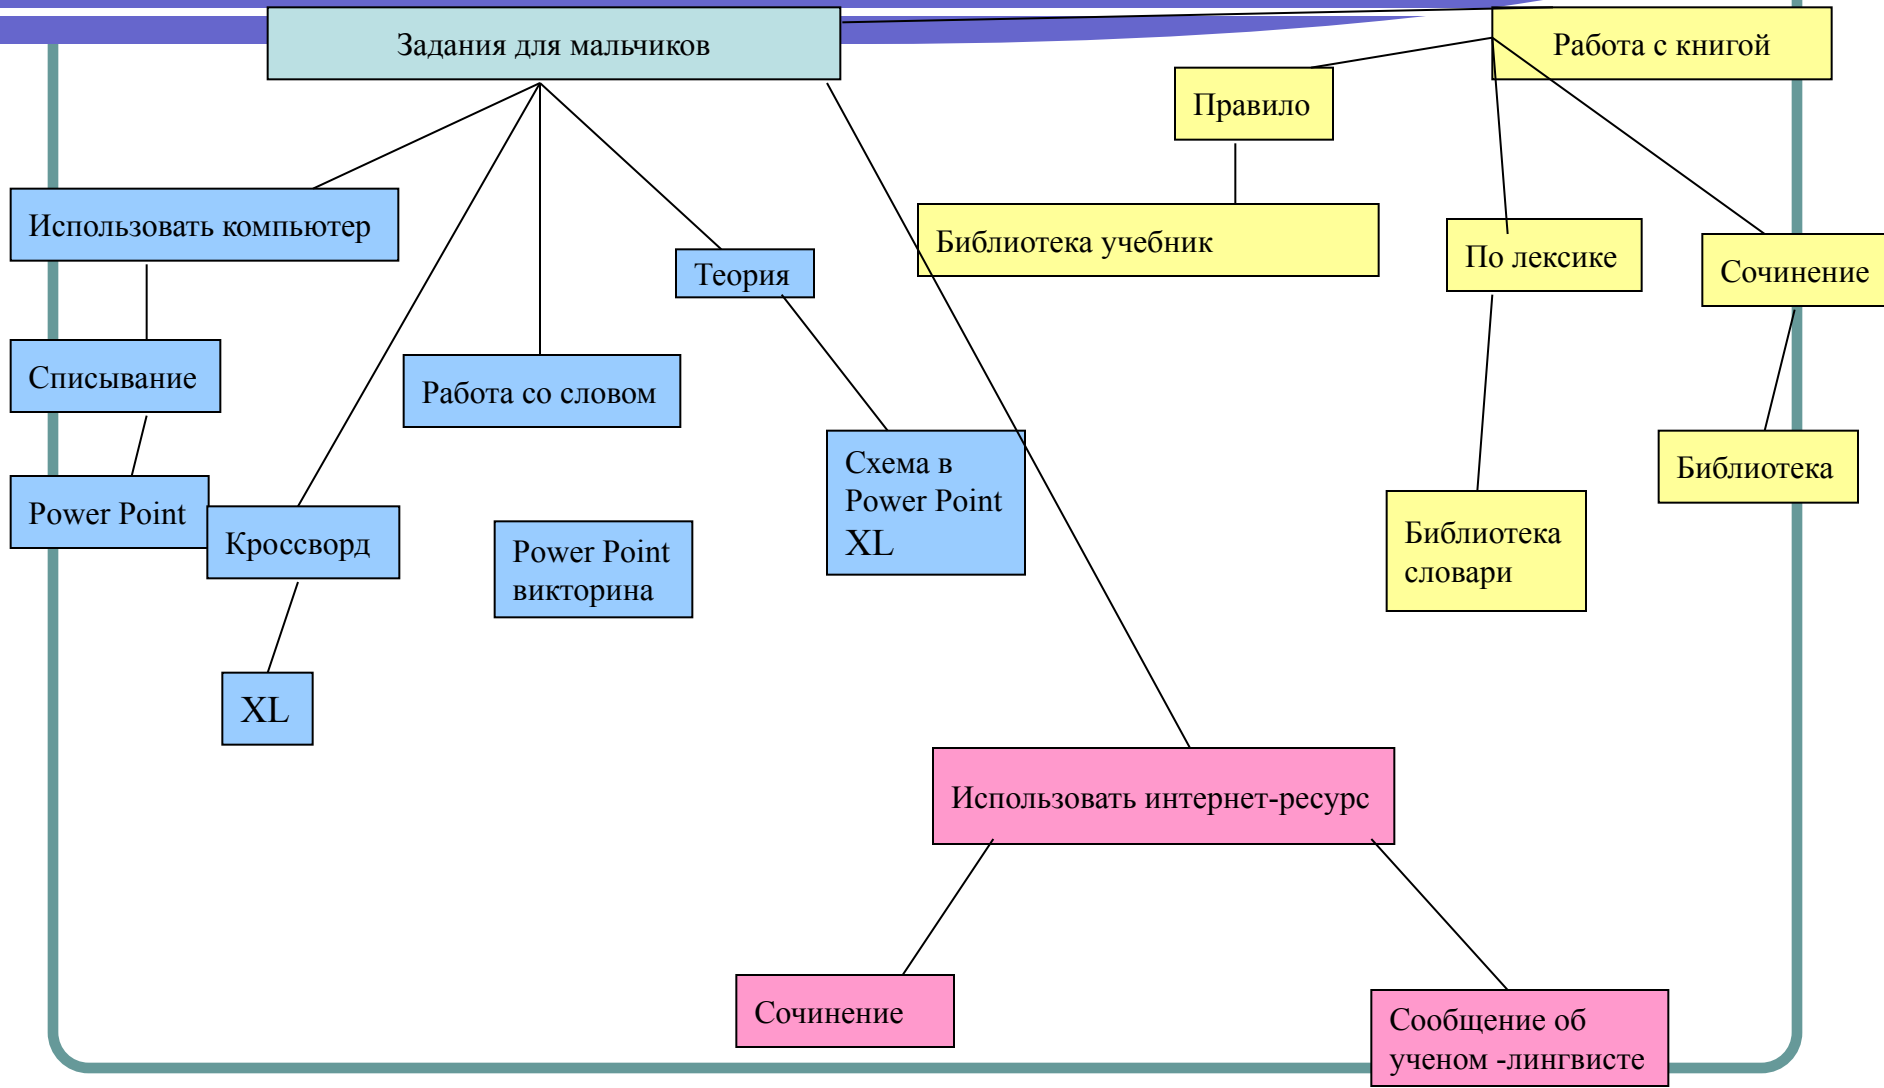 Задания для мальчиков
Работа с книгой
Правило
Использовать компьютер
Библиотека учебник
Теория
По лексике
Сочинение
Списывание
Работа со словом
Схема в
Power Point
XL
Библиотека
Power Point
Кроссворд
Power Point
викторина
Библиотека
словари
XL
Использовать интернет-ресурс
Сочинение
Сообщение об
ученом -лингвисте